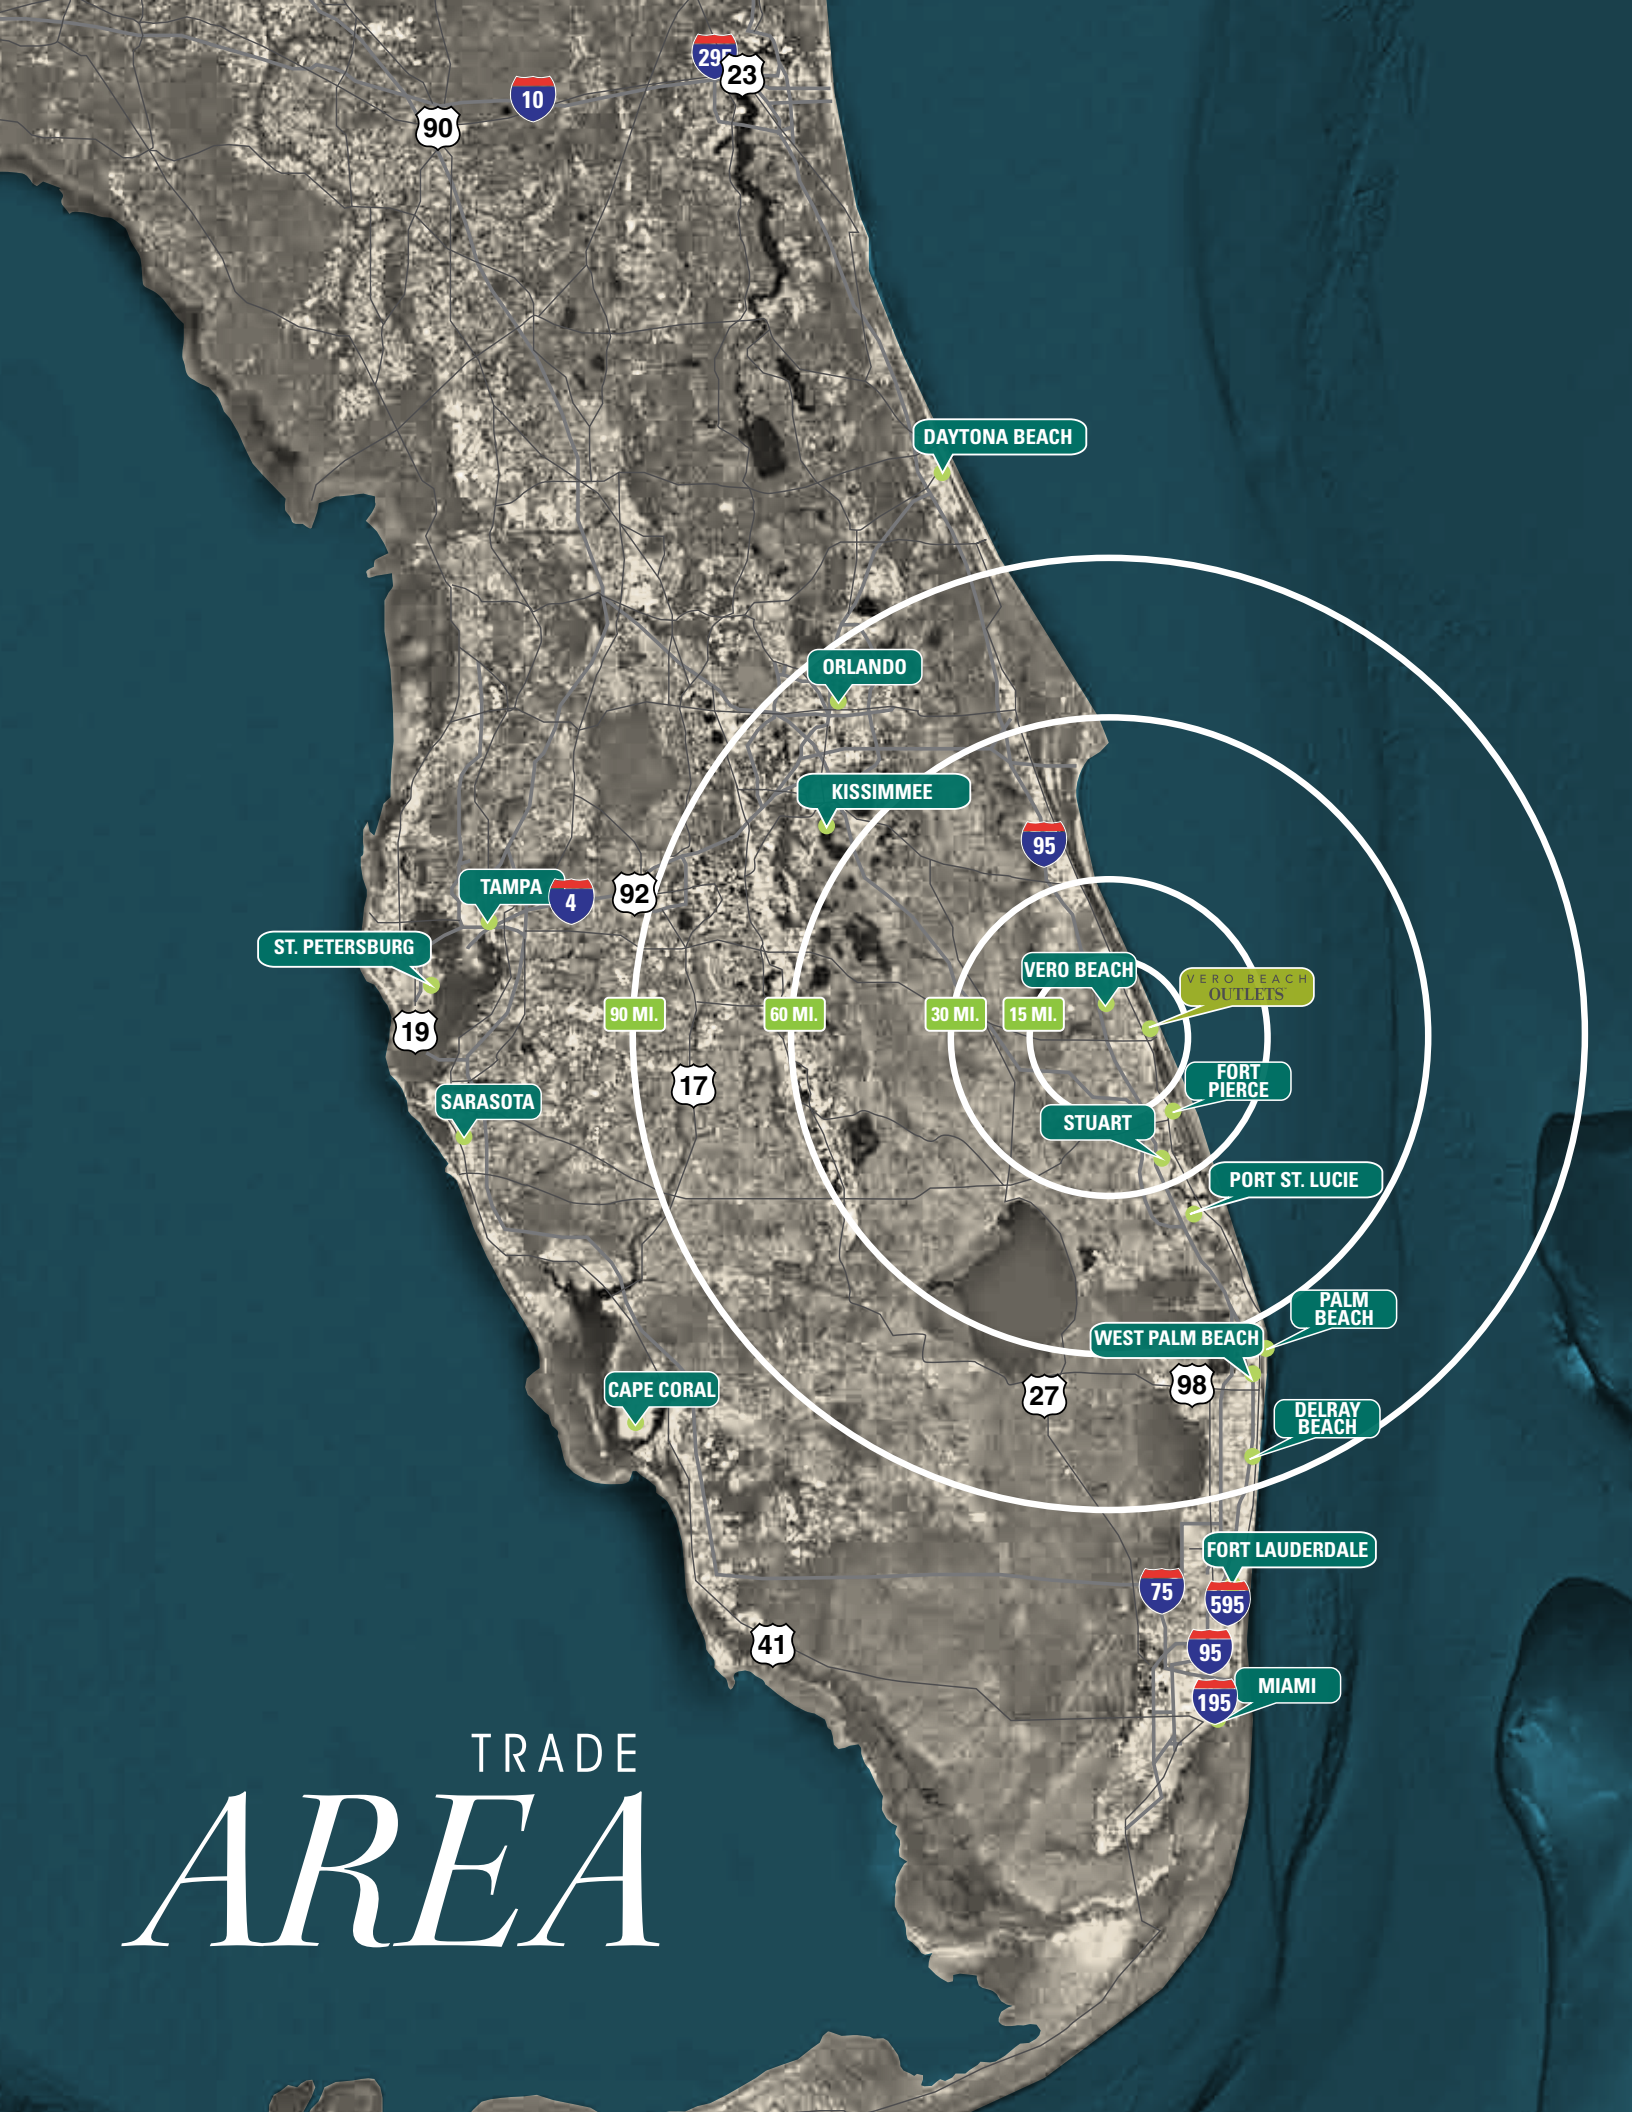 295
23
10
90
DAYTONA BEACH
ORLANDO
KISSIMMEE
95
TAMPA
4
92
ST. PETERSBURG
VERO BEACH
VERO BEACH
OUTLETS
90 MI.
60 MI.
30 MI.
15 MI.
19
17
FORT
PIERCE
SARASOTA
STUART
PORT ST. LUCIE
PALM
BEACH
WEST PALM BEACH
CAPE CORAL
27
98
DELRAY
BEACH
FORT LAUDERDALE
75
595
41
95
MIAMI
195
TRADE
AREA